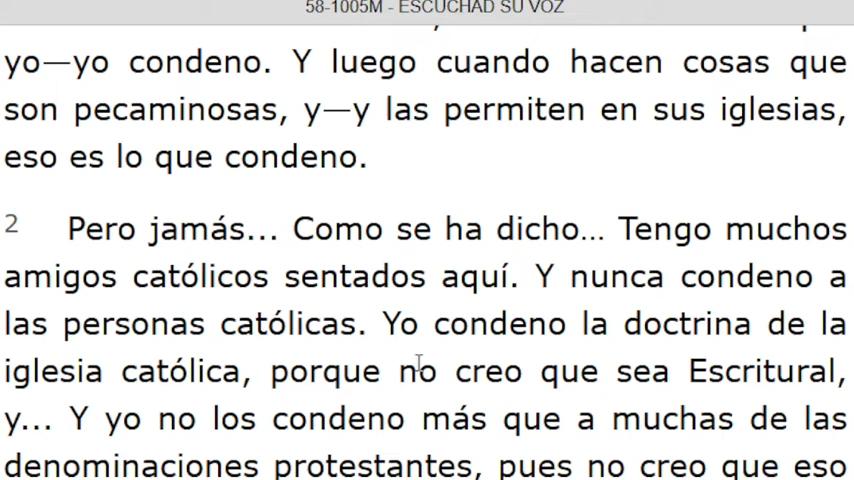 58-1005M - ESCUCHAD SU VOZ
yo—yo condeno. Y luego cuando hacen cosas que
son pecaminosas, y—y las permiten en sus iglesias,
eso es lo que condeno.
2 Pero jamás... Como se ha dicho... Tengo muchos
amigos católicos sentados aquí. Y nunca condeno a
las personas católicas. Yo condeno la doctrina de la
iglesia católica, porque no creo que sea Escritural,
y... Y yo no los condeno más que a muchas de las
denominaciones protestantes, pues no creo que eso